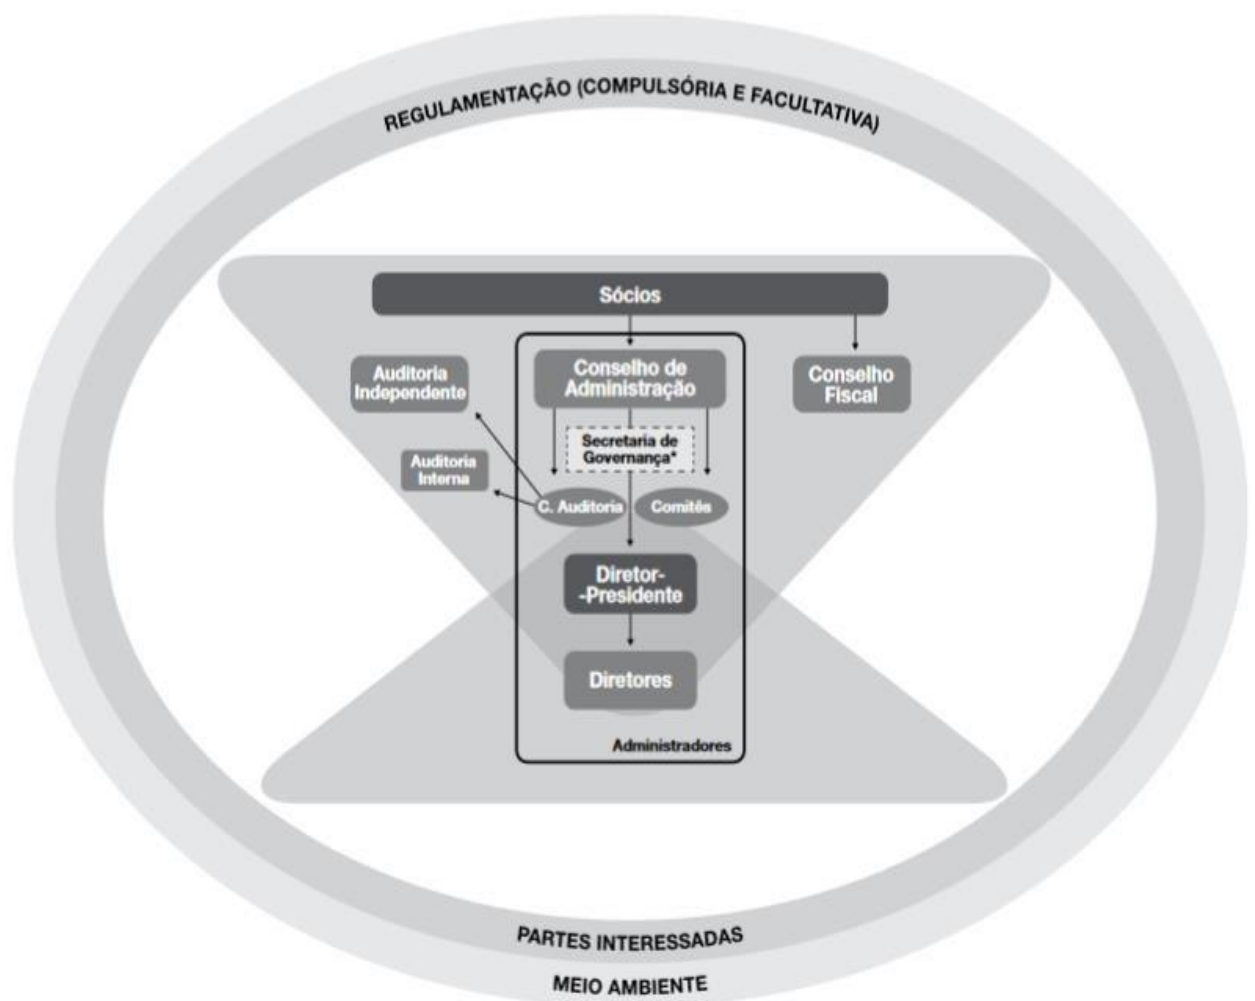 REGULAMENTAÇÃO (COMPULSÓRIA E FACULTATIVA)
Sócios
Auditoria
Independente
Conselho de
Administração
Conselho
Fiscal
Secretaria de
Governança*
Auditoria
Interna
C. Auditoria
Comitês
Diretor-
-Presidente
Diretores
Administradores
PARTES INTERESSADAS
MEIO AMBIENTE